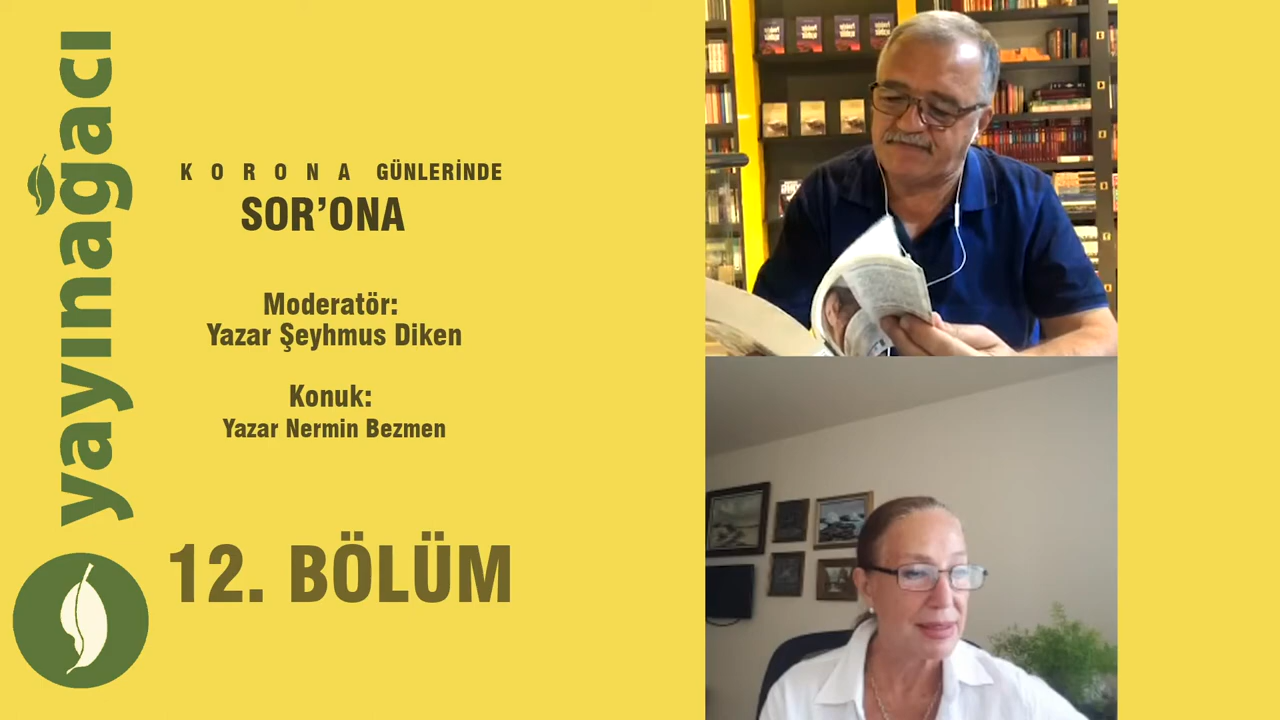 yayınağacı
K O R O N A GÜNLERİNDE
SOR’ONA
Moderatör:
Yazar Şeyhmus Diken
Konuk:
Yazar Nermin Bezmen
12. BÖLÜM